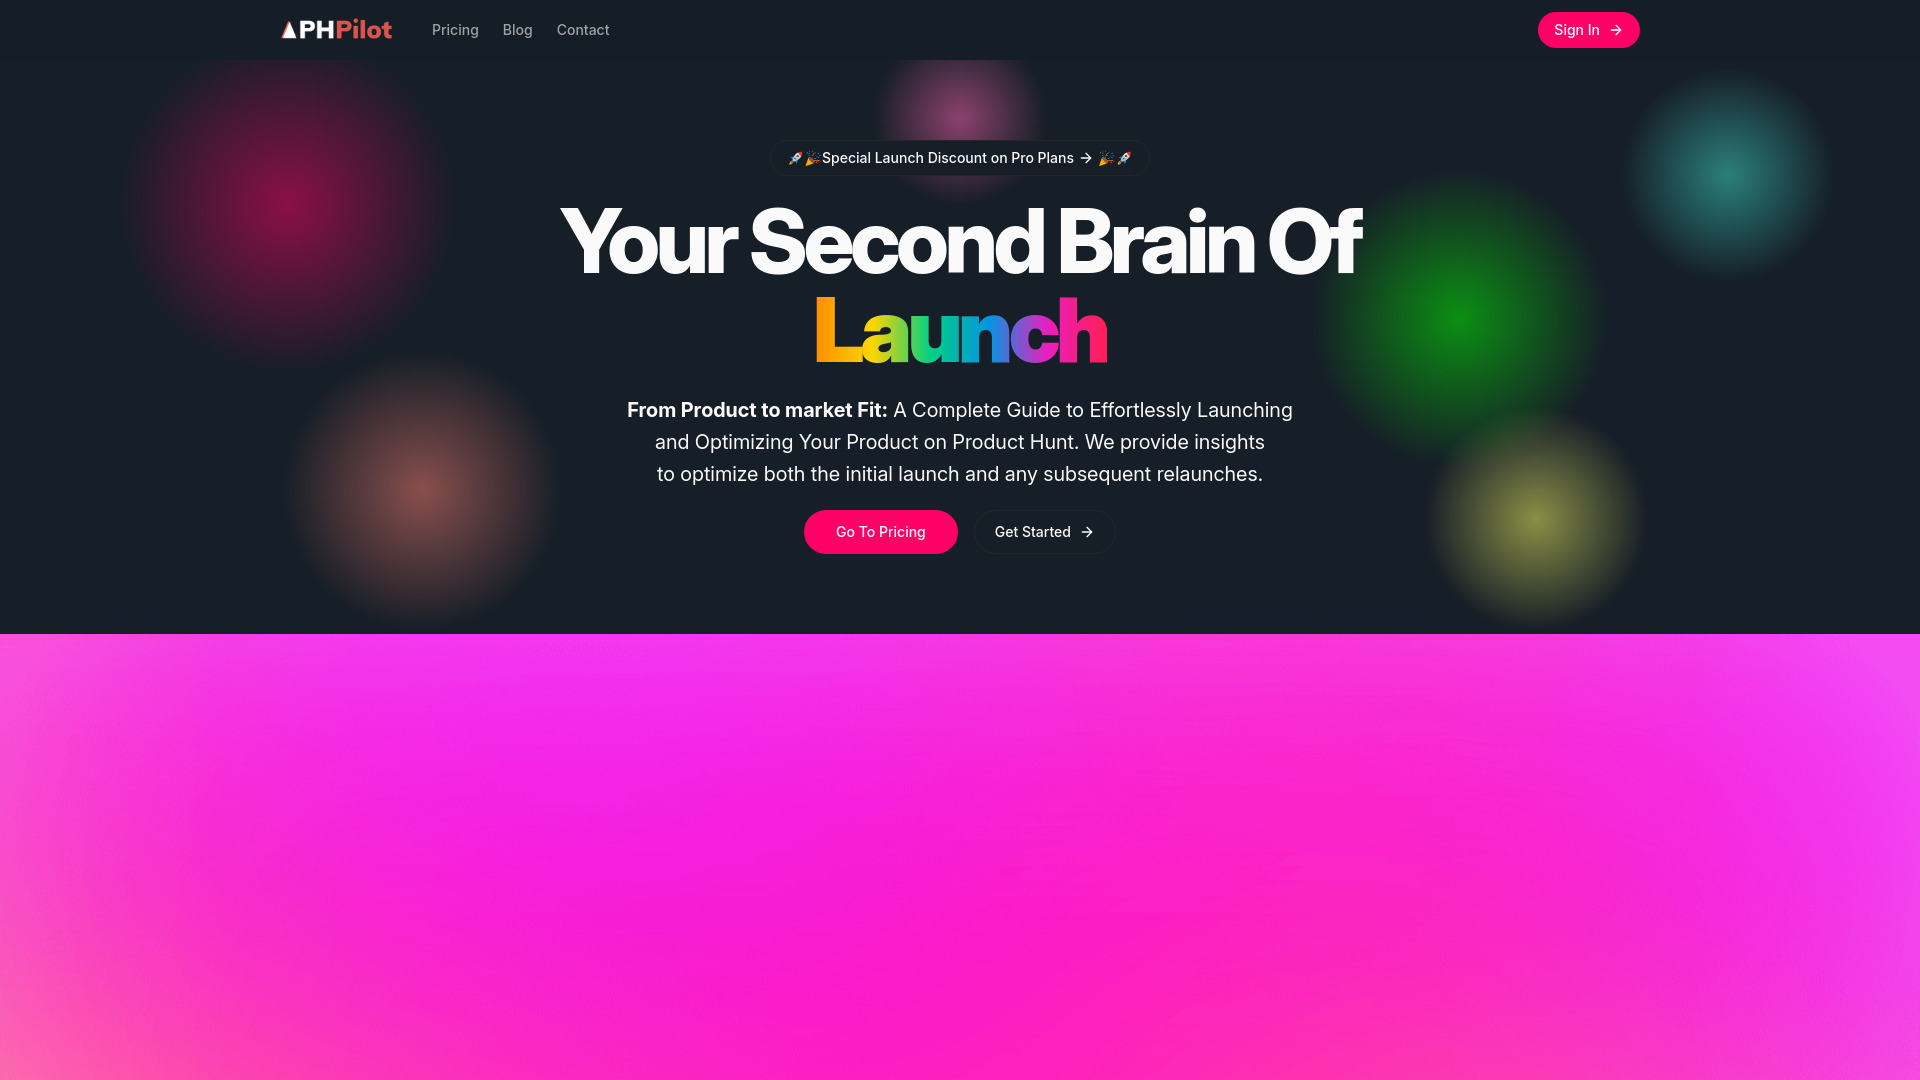 PHPilot
Pricing
Blog
Contact
Sign In →
🚀🎉Special Launch Discount on Pro Plans → 🎉🚀
Your Second Brain Of
Launch
From Product to market Fit: A Complete Guide to Effortlessly Launching
and Optimizing Your Product on Product Hunt. We provide insights
to optimize both the initial launch and any subsequent relaunches.
Go To Pricing
Get Started →